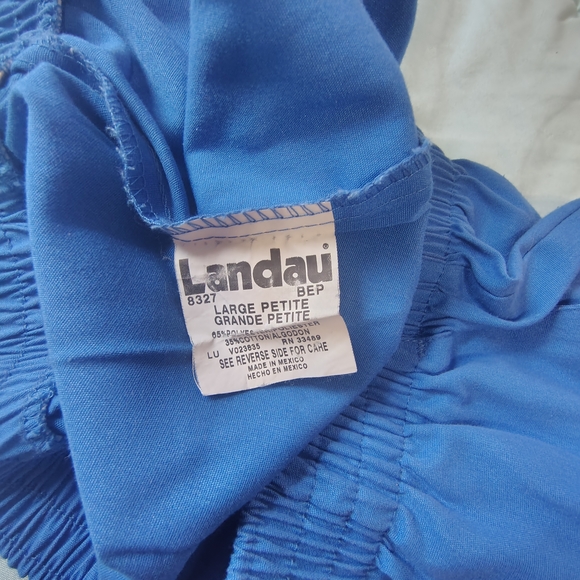 Landau®
8327 BEP
LARGE PETITE
GRANDE PETITE
35%COTTON/ALGODON
LU V023835 RN 33489
SEE REVERSE SIDE FOR CARE
MADE IN MEXICO
HECHO EN MEXICO